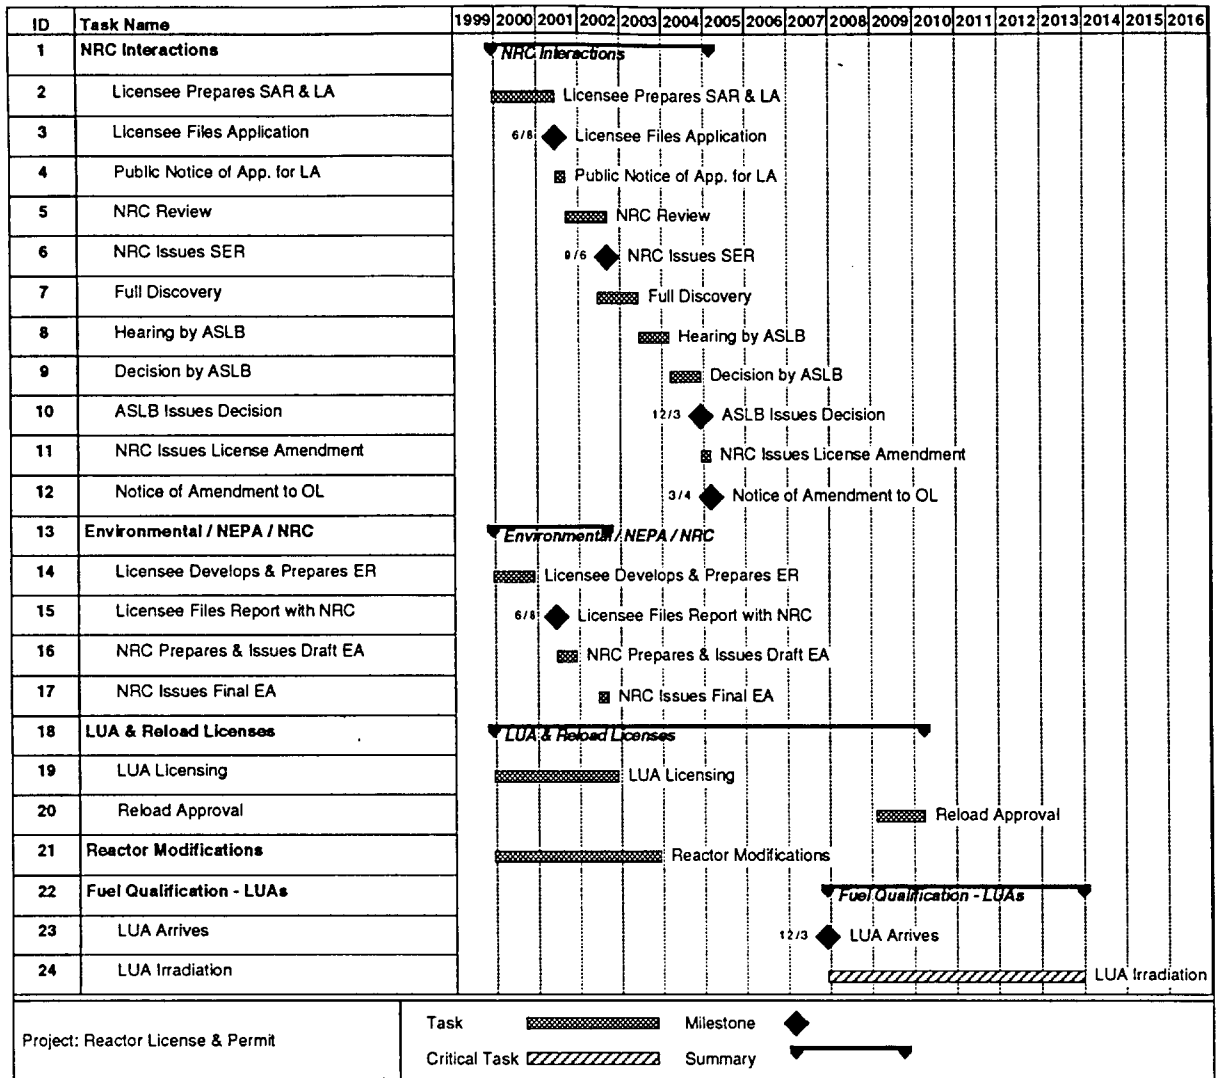 ID Task Name 1999 2000 2001 2002 2003 2004 2005 2006 2007 2008 2009 2010 2011 2012 2013 2014 2015 2016
1 NRC Interactions NRC Interactions
2 Licensee Prepares SAR & LA Licensee Prepares SAR & LA
3 Licensee Files Application 6/8 Licensee Files Application
4 Public Notice of App. for LA Public Notice of App. for LA
5 NRC Review NRC Review
6 NRC Issues SER 9/6 NRC Issues SER
7 Full Discovery Full Discovery
8 Hearing by ASLB Hearing by ASLB
9 Decision by ASLB Decision by ASLB
10 ASLB Issues Decision 12/3 ASLB Issues Decision
11 NRC Issues License Amendment NRC Issues License Amendment
12 Notice of Amendment to OL 3/4 Notice of Amendment to OL
13 Environmental / NEPA / NRC Environmental / NEPA / NRC
14 Licensee Develops & Prepares ER Licensee Develops & Prepares ER
15 Licensee Files Report with NRC 6/8 Licensee Files Report with NRC
16 NRC Prepares & Issues Draft EA NRC Prepares & Issues Draft EA
17 NRC Issues Final EA NRC Issues Final EA
18 LUA & Reload Licenses LUA & Reload Licenses
19 LUA Licensing LUA Licensing
20 Reload Approval Reload Approval
21 Reactor Modifications Reactor Modifications
22 Fuel Qualification - LUAs Fuel Qualification - LUAs
23 LUA Arrives 12/3 LUA Arrives
24 LUA Irradiation LUA Irradiation
Project: Reactor License & Permit
Task Milestone
Critical Task Summary